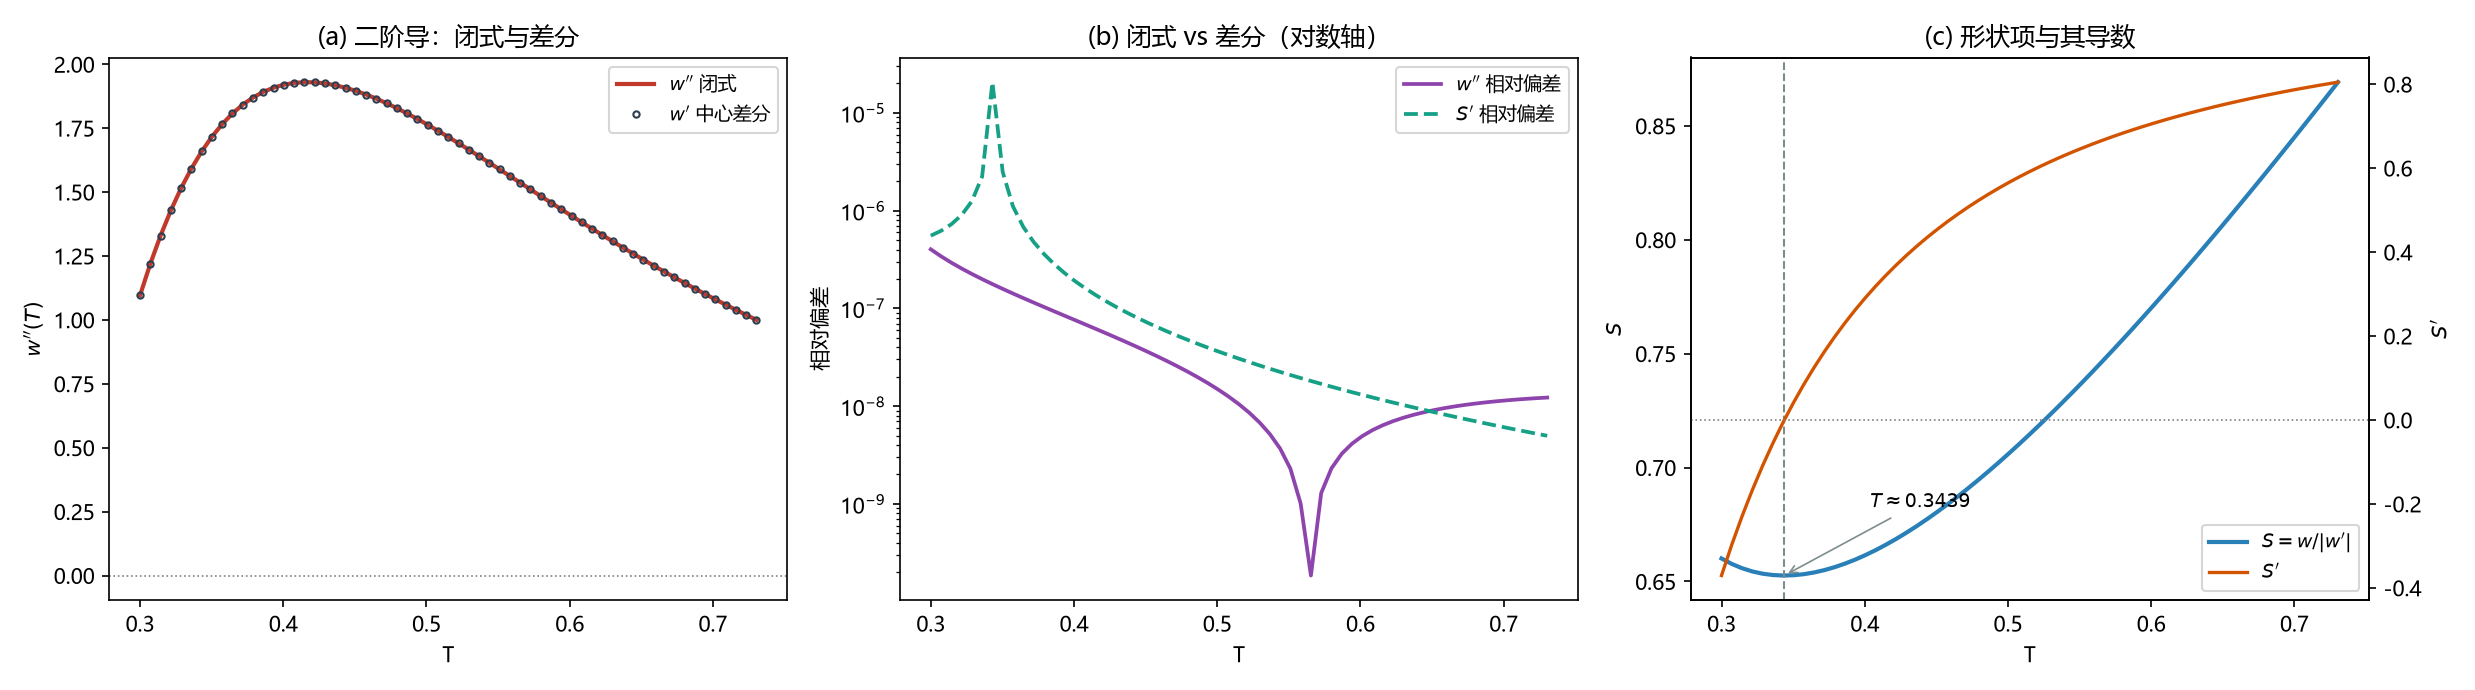 (a) 二阶导：闭式与差分
w''(T)
2.00
1.75
1.50
1.25
1.00
0.75
0.50
0.25
0.00
w'' 闭式
w' 中心差分
0.3 0.4 0.5 0.6 0.7
T
(b) 闭式 vs 差分（对数轴）
相对偏差
10⁻⁵
10⁻⁶
10⁻⁷
10⁻⁸
10⁻⁹
w'' 相对偏差
S' 相对偏差
0.3 0.4 0.5 0.6 0.7
T
(c) 形状项与其导数
S
0.85
0.80
0.75
0.70
0.65
T ≈ 0.3439
S = w/|w'|
S'
0.8
0.6
0.4
0.2
0.0
-0.2
-0.4
S'
0.3 0.4 0.5 0.6 0.7
T